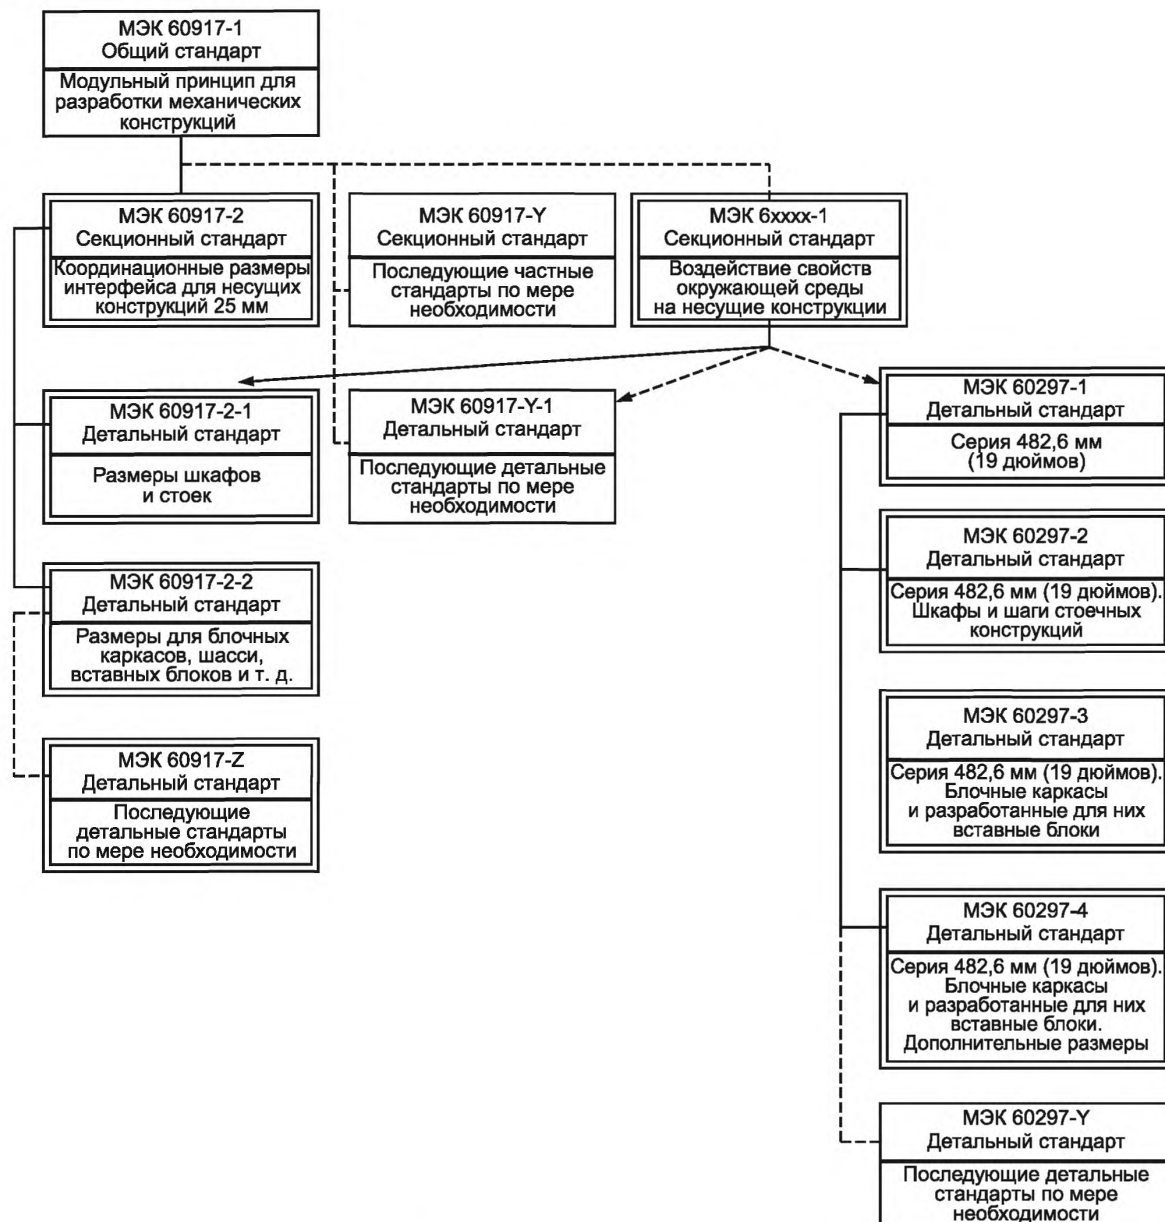 МЭК 60917-1
Общий стандарт
Модульный принцип для
разработки механических
конструкций
МЭК 60917-2
Секционный стандарт
Координационные размеры
интерфейса для несущих
конструкций 25 мм
МЭК 60917-Y
Секционный стандарт
Последующие частные
стандарты по мере
необходимости
МЭК 6xxxx-1
Секционный стандарт
Воздействие свойств
окружающей среды
на несущие конструкции
МЭК 60917-2-1
Детальный стандарт
Размеры шкафов
и стоек
МЭК 60917-Y-1
Детальный стандарт
Последующие детальные
стандарты по мере
необходимости
МЭК 60297-1
Детальный стандарт
Серия 482,6 мм
(19 дюймов)
МЭК 60297-2
Детальный стандарт
Серия 482,6 мм (19 дюймов).
Шкафы и шаги стоечных
конструкций
МЭК 60917-2-2
Детальный стандарт
Размеры для блочных
каркасов, шасси,
вставных блоков и т. д.
МЭК 60297-3
Детальный стандарт
Серия 482,6 мм (19 дюймов).
Блочные каркасы
и разработанные для них
вставные блоки
МЭК 60917-Z
Детальный стандарт
Последующие
детальные стандарты
по мере необходимости
МЭК 60297-4
Детальный стандарт
Серия 482,6 мм (19 дюймов).
Блочные каркасы
и разработанные для них
вставные блоки.
Дополнительные размеры
МЭК 60297-Y
Детальный стандарт
Последующие детальные
стандарты по мере
необходимости